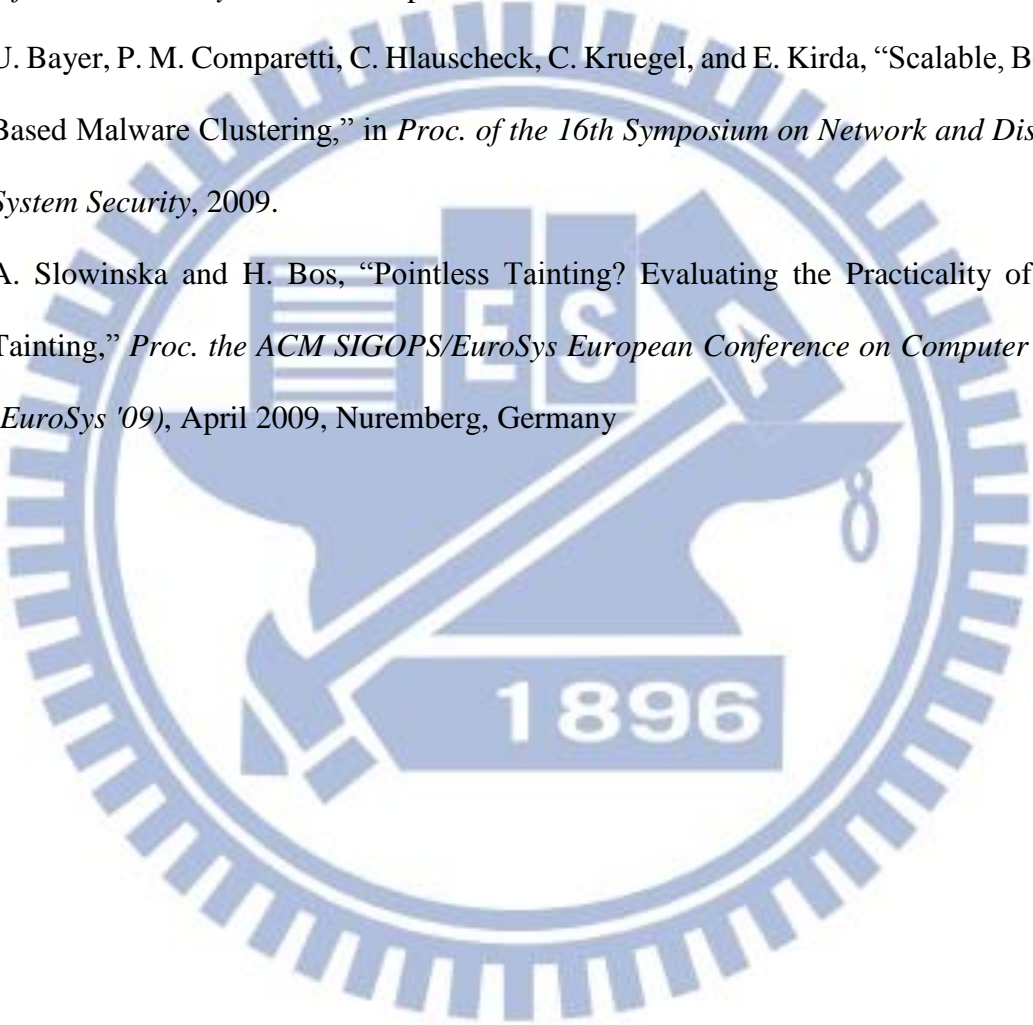 U. Bayer, P. M. Comparetti, C. Hlauscheck, C. Kruegel, and E. Kirda, “Scalable, B
Based Malware Clustering,” in Proc. of the 16th Symposium on Network and Dis
System Security, 2009.
A. Slowinska and H. Bos, “Pointless Tainting? Evaluating the Practicality of
Tainting,” Proc. the ACM SIGOPS/EuroSys European Conference on Computer
EuroSys '09), April 2009, Nuremberg, Germany
E S A
1896